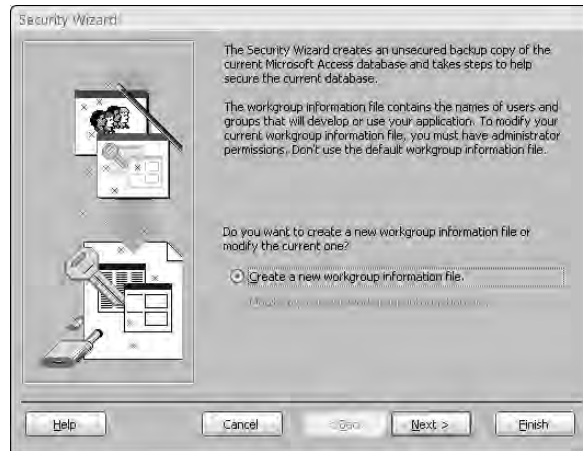 Security Wizard
The Security Wizard creates an unsecured backup copy of the
current Microsoft Access database and takes steps to help
secure the current database.
The workgroup information file contains the names of users and
groups that will develop or use your application. To modify your
current workgroup information file, you must have administrator
permissions. Don't use the default workgroup information file.
Do you want to create a new workgroup information file or
modify the current one?
Create a new workgroup information file.
Help
Cancel
Next >
Finish